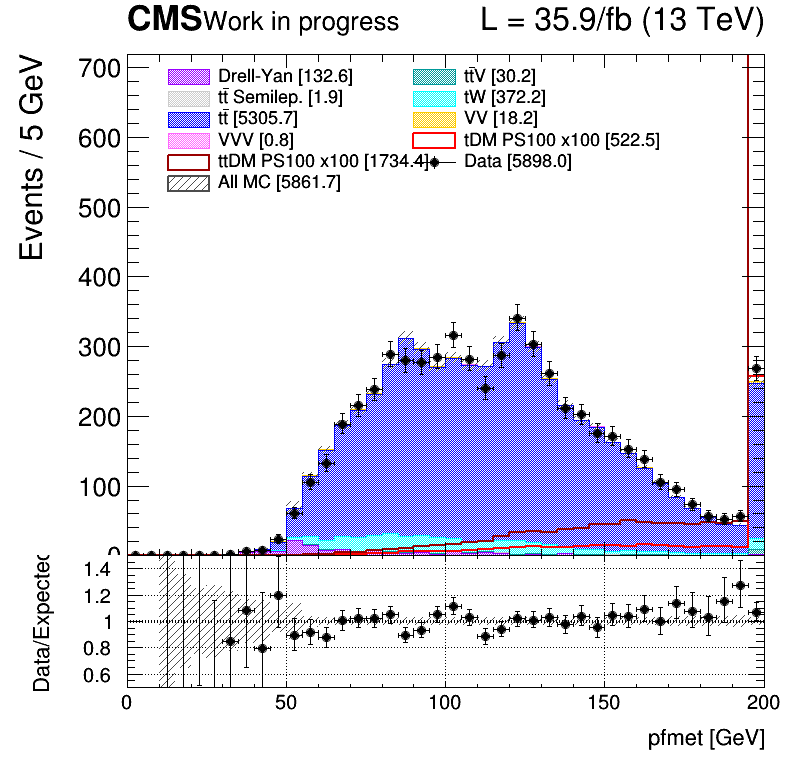 CMS Work in progress L = 35.9/fb (13 TeV)
Events / 5 GeV
700
600
500
400
300
200
100
0
Drell-Yan [132.6]
tt̄ Semilep. [1.9]
tt̄ [5305.7]
VVV [0.8]
ttDM PS100 x100 [1734.4]
All MC [5861.7]
tt̄V [30.2]
tW [372.2]
VV [18.2]
tDM PS100 x100 [522.5]
Data [5898.0]
Data/Expected
1.4
1.2
1
0.8
0.6
0 50 100 150 200
pfmet [GeV]